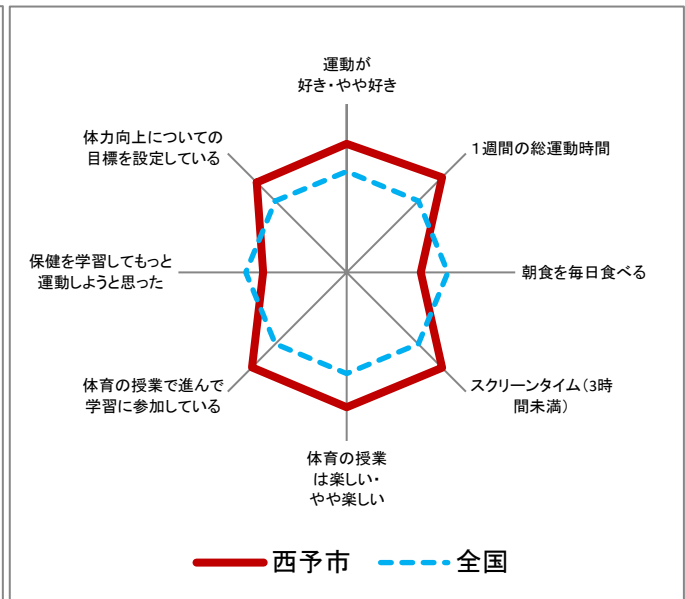 運動が
好き・やや好き
１週間の総運動時間
朝食を毎日食べる
スクリーンタイム（3時
間未満）
体育の授業
は楽しい・
やや楽しい
体育の授業で進んで
学習に参加している
保健を学習してもっと
運動しようと思った
体力向上についての
目標を設定している
西予市
全国